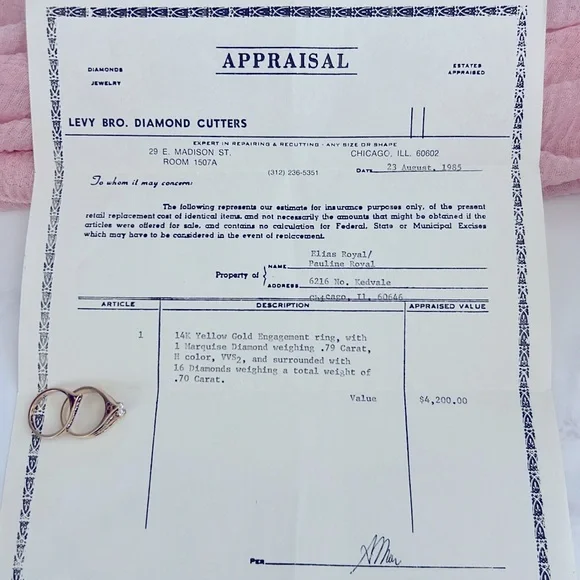 APPRAISAL
DIAMONDS
JEWELRY
ESTATES
APPRAISED
LEVY BRO. DIAMOND CUTTERS
EXPERT IN REPAIRING & RECUTTING - ANY SIZE OR SHAPE
29 E. MADISON ST.
ROOM 1507A
CHICAGO, ILL. 60602
(312) 236-5351
DATE 23 August, 1985
To whom it may concern:
The following represents our estimate for insurance purposes only, of the present
retail replacement cost of identical items, and not necessarily the amounts that might be obtained if the
articles were offered for sale, and contains no calculation for Federal, State or Municipal Excises
which may have to be considered in the event of replacement.
Property of
NAME Elias Royal/
Pauline Royal
ADDRESS 6216 No. Kedvale
Chicago, Il. 60646
ARTICLE DESCRIPTION APPRAISED VALUE
1 14K Yellow Gold Engagement ring, with
1 Marquise Diamond weighing .79 Carat,
H color, VVS2, and surrounded with
16 Diamonds weighing a total weight of
.70 Carat.
Value $4,200.00
PER